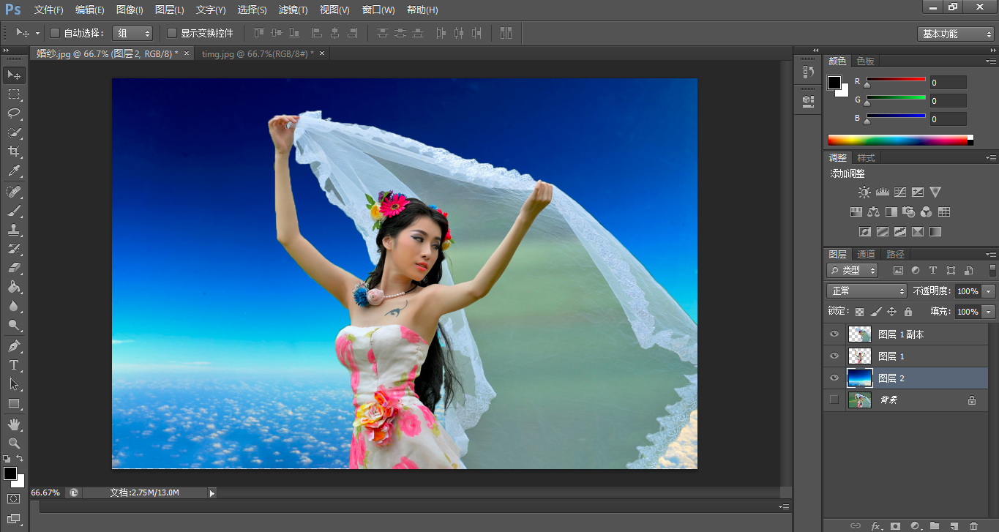 Ps 文件(F) 编辑(E) 图像(I) 图层(L) 文字(Y) 选择(S) 滤镜(T) 视图(V) 窗口(W) 帮助(H)
自动选择： 组 显示变换控件 基本功能
婚纱.jpg @ 66.7% (图层 2, RGB/8) * × timg.jpg @ 66.7%(RGB/8#) * ×
颜色 色板
R 0
G 0
B 0
调整 样式
添加调整
图层 通道 路径
类型
正常 不透明度： 100%
锁定： 填充： 100%
图层 1 副本
图层 1
图层 2
背景
66.67% 文档:2.75M/13.0M
fx